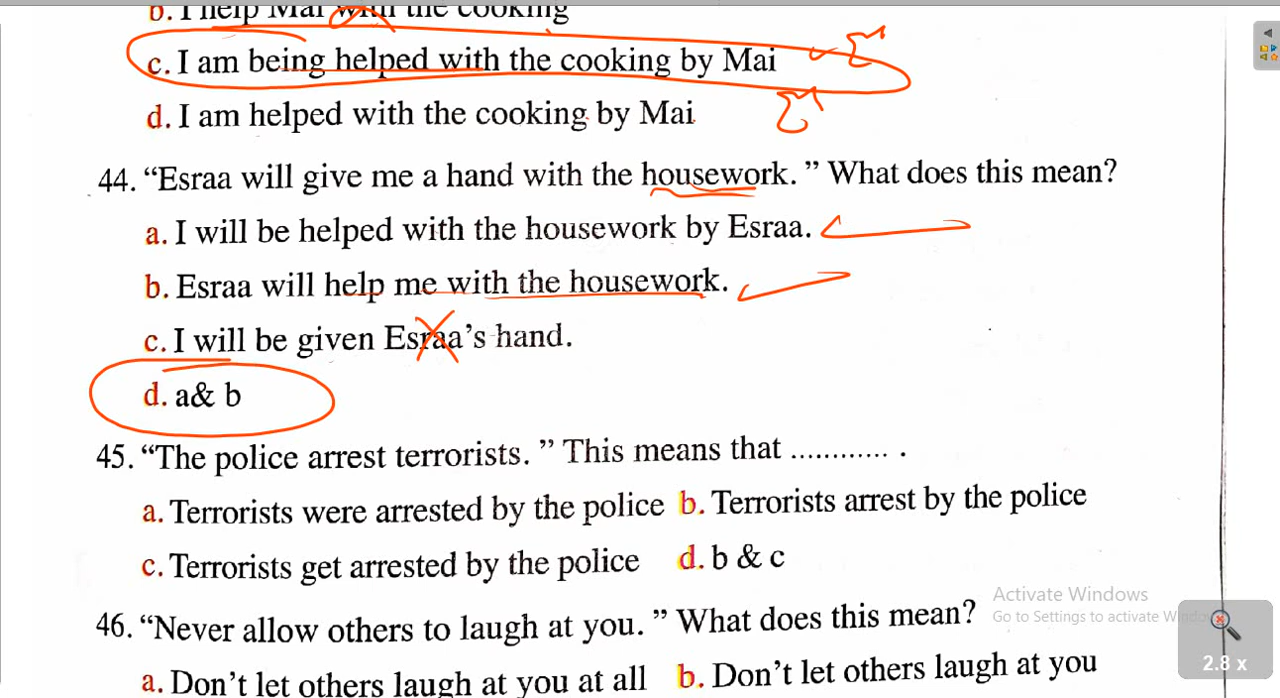 b. I help Mai with the cooking
c. I am being helped with the cooking by Mai
d. I am helped with the cooking by Mai
44. “Esraa will give me a hand with the housework. ” What does this mean?
a. I will be helped with the housework by Esraa.
b. Esraa will help me with the housework.
c. I will be given Esraa’s hand.
d. a& b
45. “The police arrest terrorists. ” This means that ............ .
a. Terrorists were arrested by the police b. Terrorists arrest by the police
c. Terrorists get arrested by the police d. b & c
46. “Never allow others to laugh at you. ” What does this mean?
a. Don’t let others laugh at you at all b. Don’t let others laugh at you
Activate Windows
Go to Settings to activate
2.8 x